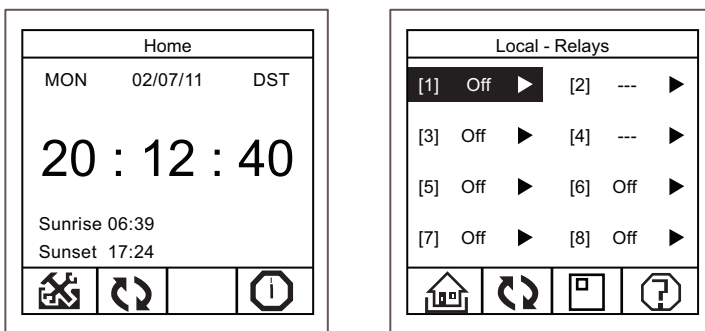 Home
MON 02/07/11 DST
20 : 12 : 40
Sunrise 06:39
Sunset 17:24
i
Local - Relays
[1] Off [2] ---
[3] Off [4] ---
[5] Off [6] Off
[7] Off [8] Off
?